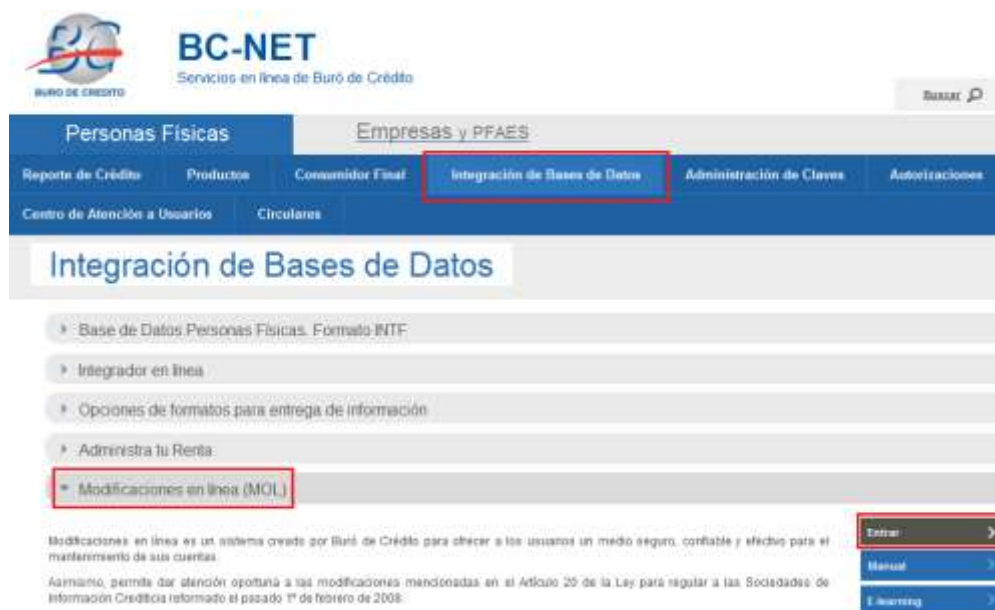 BC-NET
Servicios en línea de Buró de Crédito
BURO DE CREDITO
Buscar
Personas Físicas
Empresas y PFAES
Reporte de Crédito
Productos
Consumidor Final
Integración de Bases de Datos
Administración de Claves
Autorizaciones
Centro de Atención a Usuarios
Circulares
Integración de Bases de Datos
Base de Datos Personas Físicas. Formato INTF
Integrador en línea
Opciones de formatos para entrega de información
Administra tu Renta
Modificaciones en línea (MOL)
Modificaciones en línea es un sistema creado por Buró de Crédito para ofrecer a los usuarios un medio seguro, confiable y efectivo para el
mantenimiento de sus cuentas.
Asimismo, permite dar atención oportuna a las modificaciones mencionadas en el Artículo 20 de la Ley para regular a las Sociedades de
Información Crediticia reformado el pasado 1º de febrero de 2008.
Entrar
Manual
E-learning